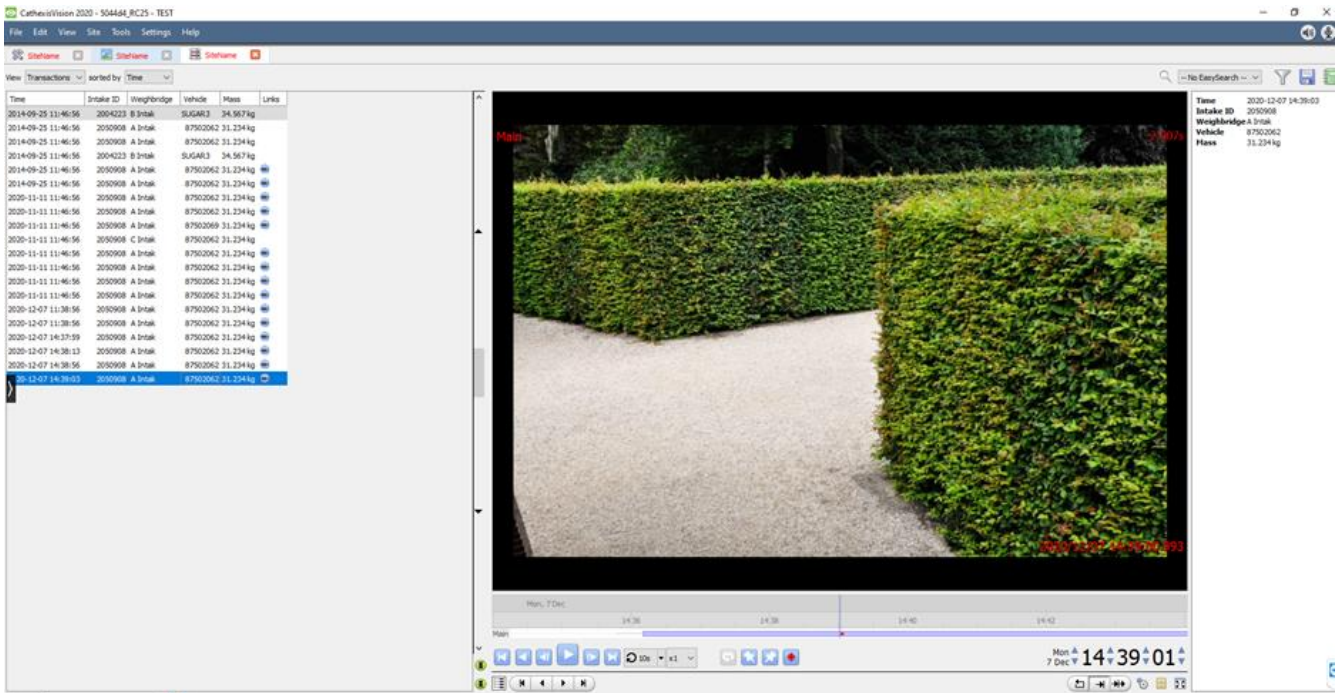 CathexisVision 2020 - 5044d4_RC25 - TEST
File Edit View Site Tools Settings Help
SiteName SiteName SiteName
View Transactions sorted by Time -- No EasySearch --
Time Intake ID Weighbridge Vehicle Mass Links
2014-09-25 11:46:56 2004223 B Intak SUGAR3 34.567 kg
2014-09-25 11:46:56 2050908 A Intak 87502062 31.234 kg
2014-09-25 11:46:56 2050908 A Intak 87502062 31.234 kg
2014-09-25 11:46:56 2004223 B Intak SUGAR3 34.567 kg
2014-09-25 11:46:56 2050908 A Intak 87502062 31.234 kg
2014-09-25 11:46:56 2050908 A Intak 87502062 31.234 kg
2020-11-11 11:46:56 2050908 A Intak 87502062 31.234 kg
2020-11-11 11:46:56 2050908 A Intak 87502062 31.234 kg
2020-11-11 11:46:56 2050908 A Intak 87502069 31.234 kg
2020-11-11 11:46:56 2050908 C Intak 87502062 31.234 kg
2020-11-11 11:46:56 2050908 A Intak 87502062 31.234 kg
2020-11-11 11:46:56 2050908 A Intak 87502062 31.234 kg
2020-11-11 11:46:56 2050908 A Intak 87502062 31.234 kg
2020-11-11 11:46:56 2050908 A Intak 87502062 31.234 kg
2020-12-07 11:38:56 2050908 A Intak 87502062 31.234 kg
2020-12-07 11:38:56 2050908 A Intak 87502062 31.234 kg
2020-12-07 14:37:59 2050908 A Intak 87502062 31.234 kg
2020-12-07 14:38:13 2050908 A Intak 87502062 31.234 kg
2020-12-07 14:38:56 2050908 A Intak 87502062 31.234 kg
20-12-07 14:39:03 2050908 A Intak 87502062 31.234 kg
Main
Mon, 7 Dec
14:36 14:38 14:40 14:42
Main
10s x1
Mon 7 Dec 14 39 01
Time 2020-12-07 14:39:03
Intake ID 2050908
Weighbridge A Intak
Vehicle 87502062
Mass 31.234 kg